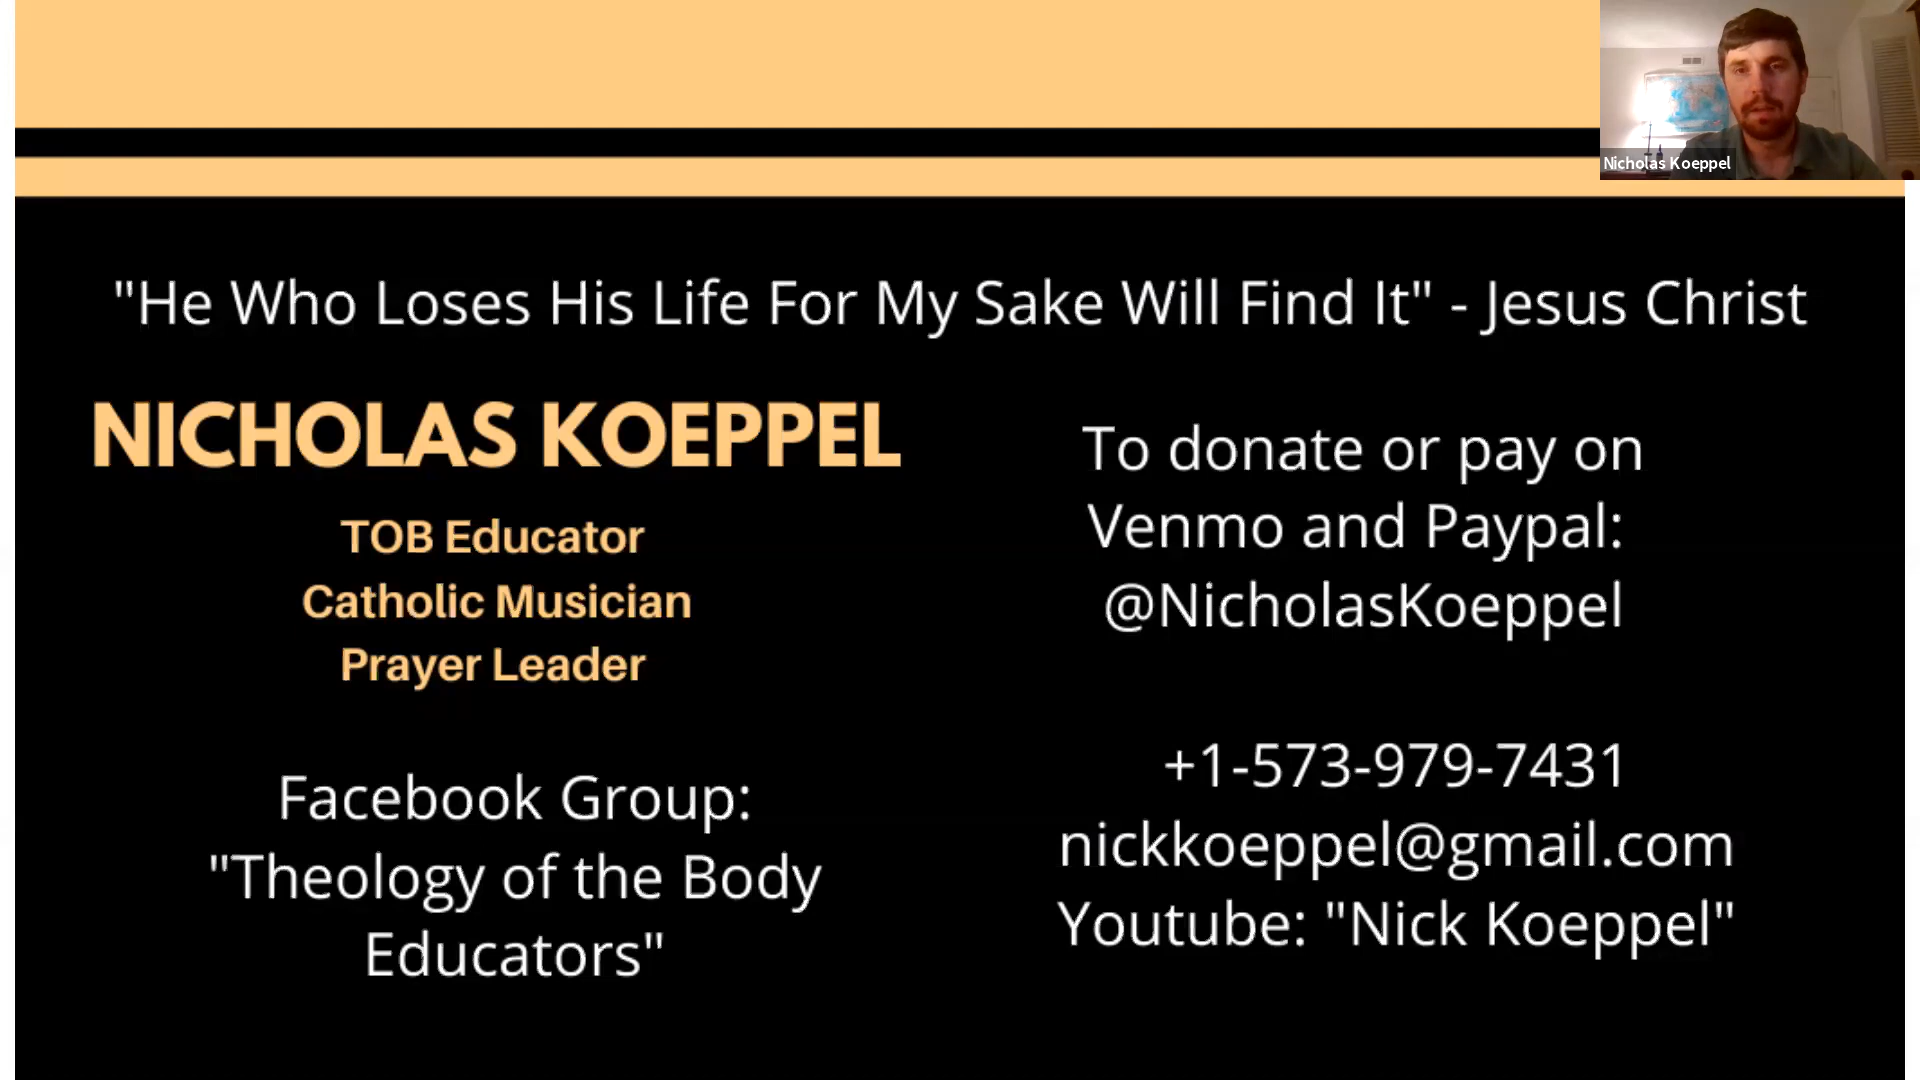 Nicholas Koeppel
"He Who Loses His Life For My Sake Will Find It" - Jesus Christ
NICHOLAS KOEPPEL
TOB Educator
Catholic Musician
Prayer Leader
Facebook Group:
"Theology of the Body
Educators"
To donate or pay on
Venmo and Paypal:
@NicholasKoeppel
+1-573-979-7431
nickkoeppel@gmail.com
Youtube: "Nick Koeppel"